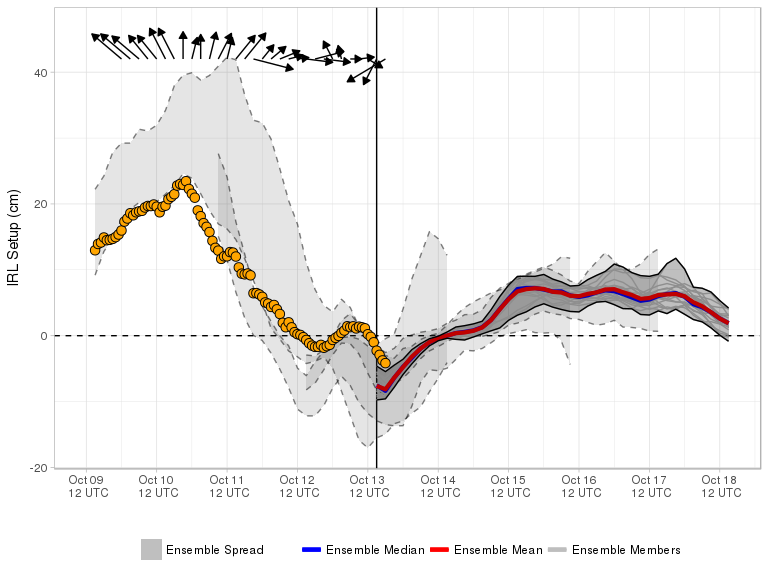 IRL Setup (cm)
40
20
0
-20
Oct 09 Oct 10 Oct 11 Oct 12 Oct 13 Oct 14 Oct 15 Oct 16 Oct 17 Oct 18
12 UTC 12 UTC 12 UTC 12 UTC 12 UTC 12 UTC 12 UTC 12 UTC 12 UTC 12 UTC
Ensemble Spread Ensemble Median Ensemble Mean Ensemble Members